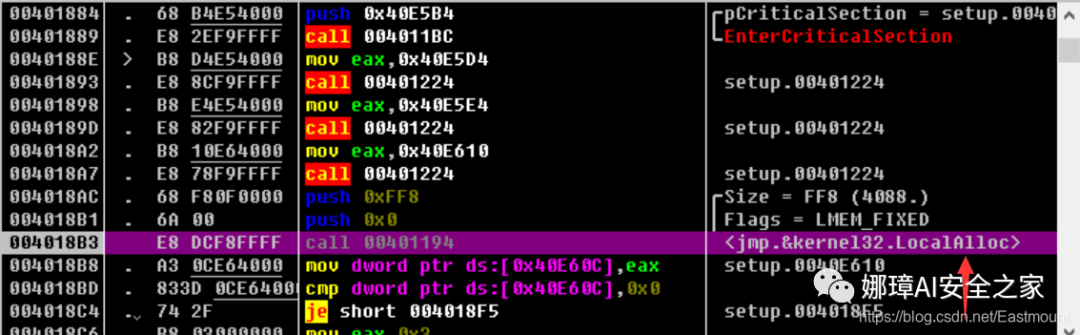 00401884 . 68 B4E54000 push 0x40E5B4 pCriticalSection = setup.0040
00401889 . E8 2EF9FFFF call 004011BC EnterCriticalSection
0040188E > B8 D4E54000 mov eax,0x40E5D4
00401893 . E8 8CF9FFFF call 00401224 setup.00401224
00401898 . B8 E4E54000 mov eax,0x40E5E4
0040189D . E8 82F9FFFF call 00401224 setup.00401224
004018A2 . B8 10E64000 mov eax,0x40E610
004018A7 . E8 78F9FFFF call 00401224 setup.00401224
004018AC . 68 F80F0000 push 0xFF8 Size = FF8 (4088.)
004018B1 . 6A 00 push 0x0 Flags = LMEM_FIXED
004018B3 E8 DCF8FFFF call 00401194 <jmp.&kernel32.LocalAlloc>
004018B8 . A3 0CE64000 mov dword ptr ds:[0x40E60C],eax setup.0040E610
004018BD . 833D 0CE64000 cmp dword ptr ds:[0x40E60C],0x0
004018C4 . 74 2F je short 004018F5 setup.004018F5
娜璋AI安全之家
https://blog.csdn.net/Eastmount
004018C6 . B8 03000000 mov eax,0x3